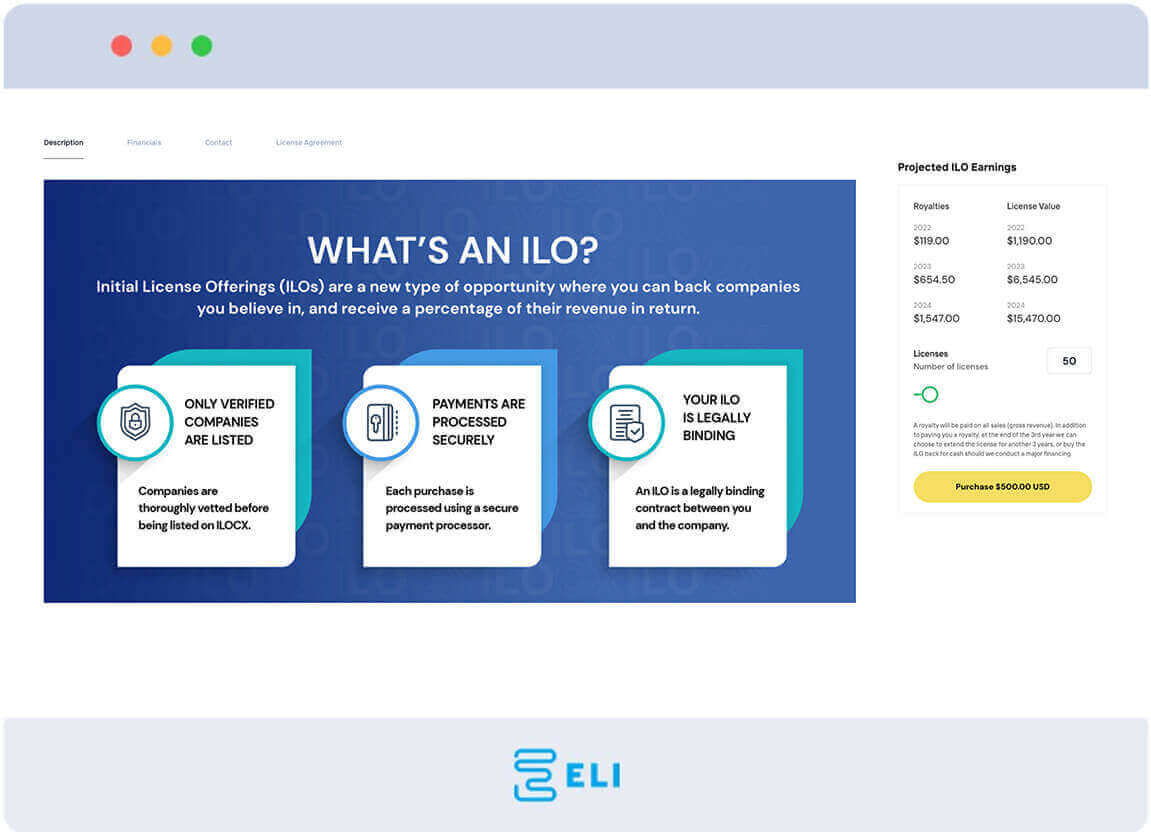 Description
Financials
Contact
License Agreement
WHAT'S AN ILO?
Initial License Offerings (ILOs) are a new type of opportunity where you can back companies
you believe in, and receive a percentage of their revenue in return.
ONLY VERIFIED
COMPANIES
ARE LISTED
Companies are
thoroughly vetted before
being listed on ILOCX.
PAYMENTS ARE
PROCESSED
SECURELY
Each purchase is
processed using a secure
payment processor.
YOUR ILO
IS LEGALLY
BINDING
An ILO is a legally binding
contract between you
and the company.
Projected ILO Earnings
Royalties
License Value
2022
2022
$119.00
$1,190.00
2023
2023
$654.50
$6,545.00
2024
2024
$1,547.00
$15,470.00
Licenses
Number of licenses
50
A royalty will be paid on all sales (gross revenue). In addition
to paying you a royalty, at the end of the 3rd year we can
choose to extend the license for another 3 years, or buy the
ILO back for cash should we conduct a major financing
Purchase $500.00 USD
ELI